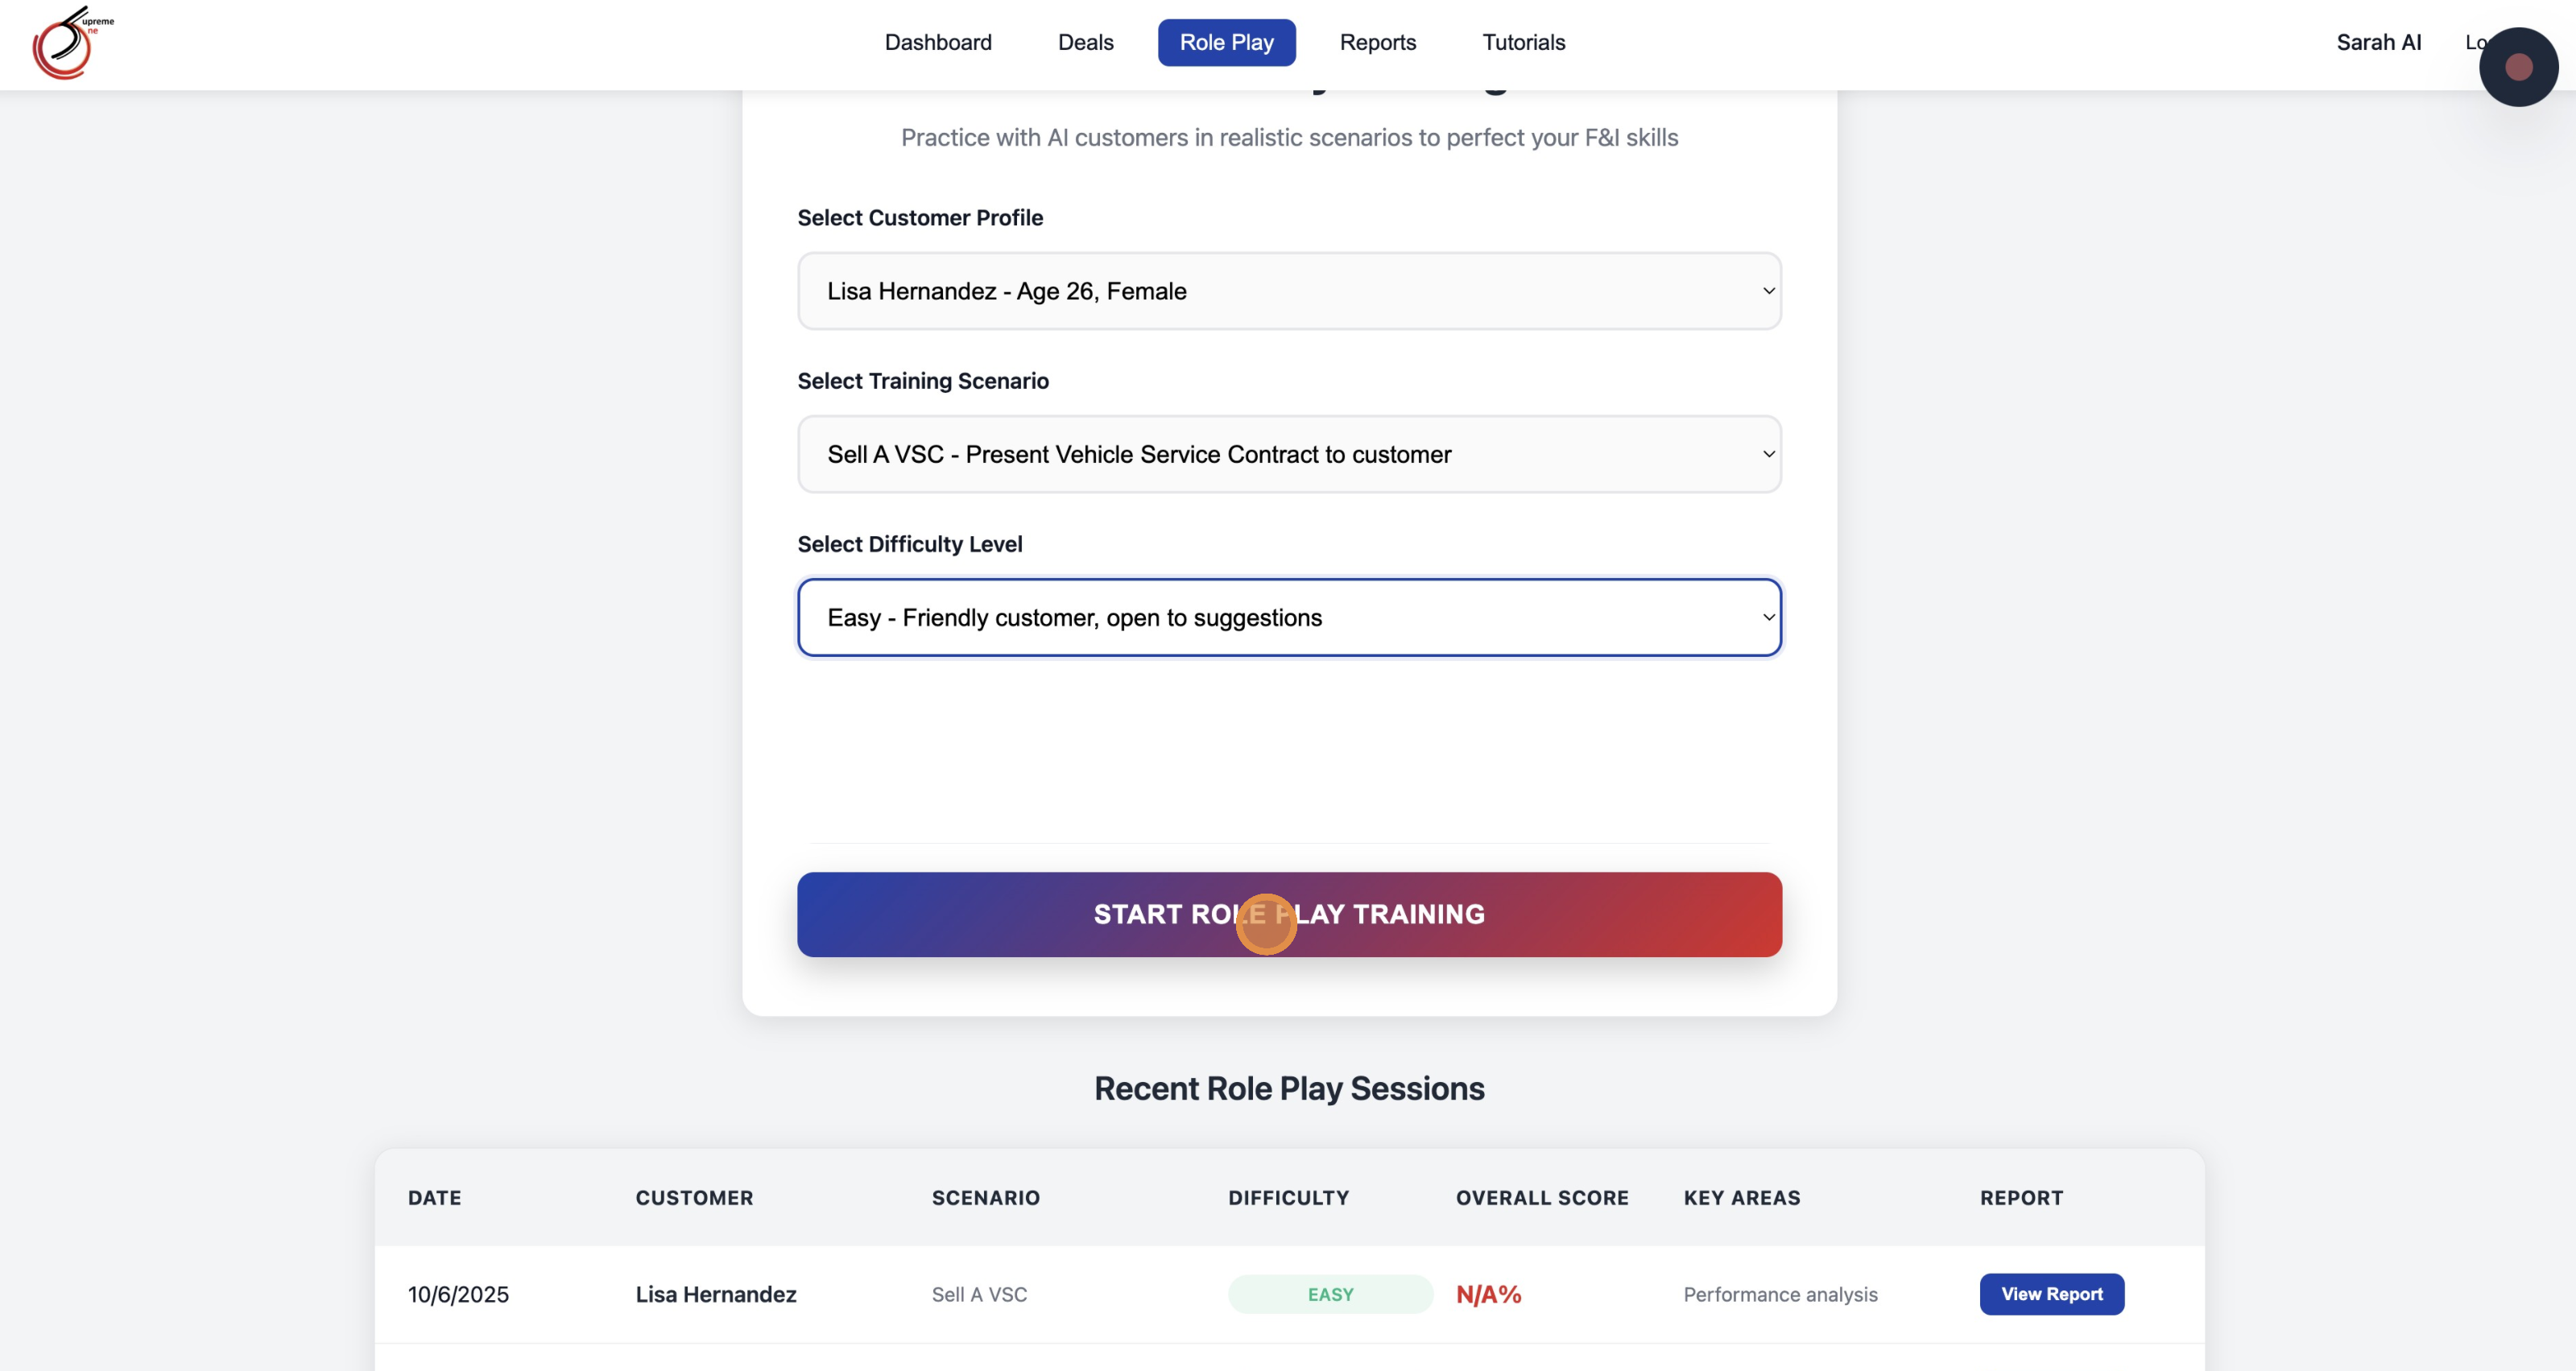 upreme
ne
Dashboard
Deals
Role Play
Reports
Tutorials
Sarah AI
Practice with AI customers in realistic scenarios to perfect your F&I skills
Select Customer Profile
Lisa Hernandez - Age 26, Female
Select Training Scenario
Sell A VSC - Present Vehicle Service Contract to customer
Select Difficulty Level
Easy - Friendly customer, open to suggestions
START ROLE PLAY TRAINING
Recent Role Play Sessions
DATE CUSTOMER SCENARIO DIFFICULTY OVERALL SCORE KEY AREAS REPORT
10/6/2025 Lisa Hernandez Sell A VSC EASY N/A% Performance analysis View Report